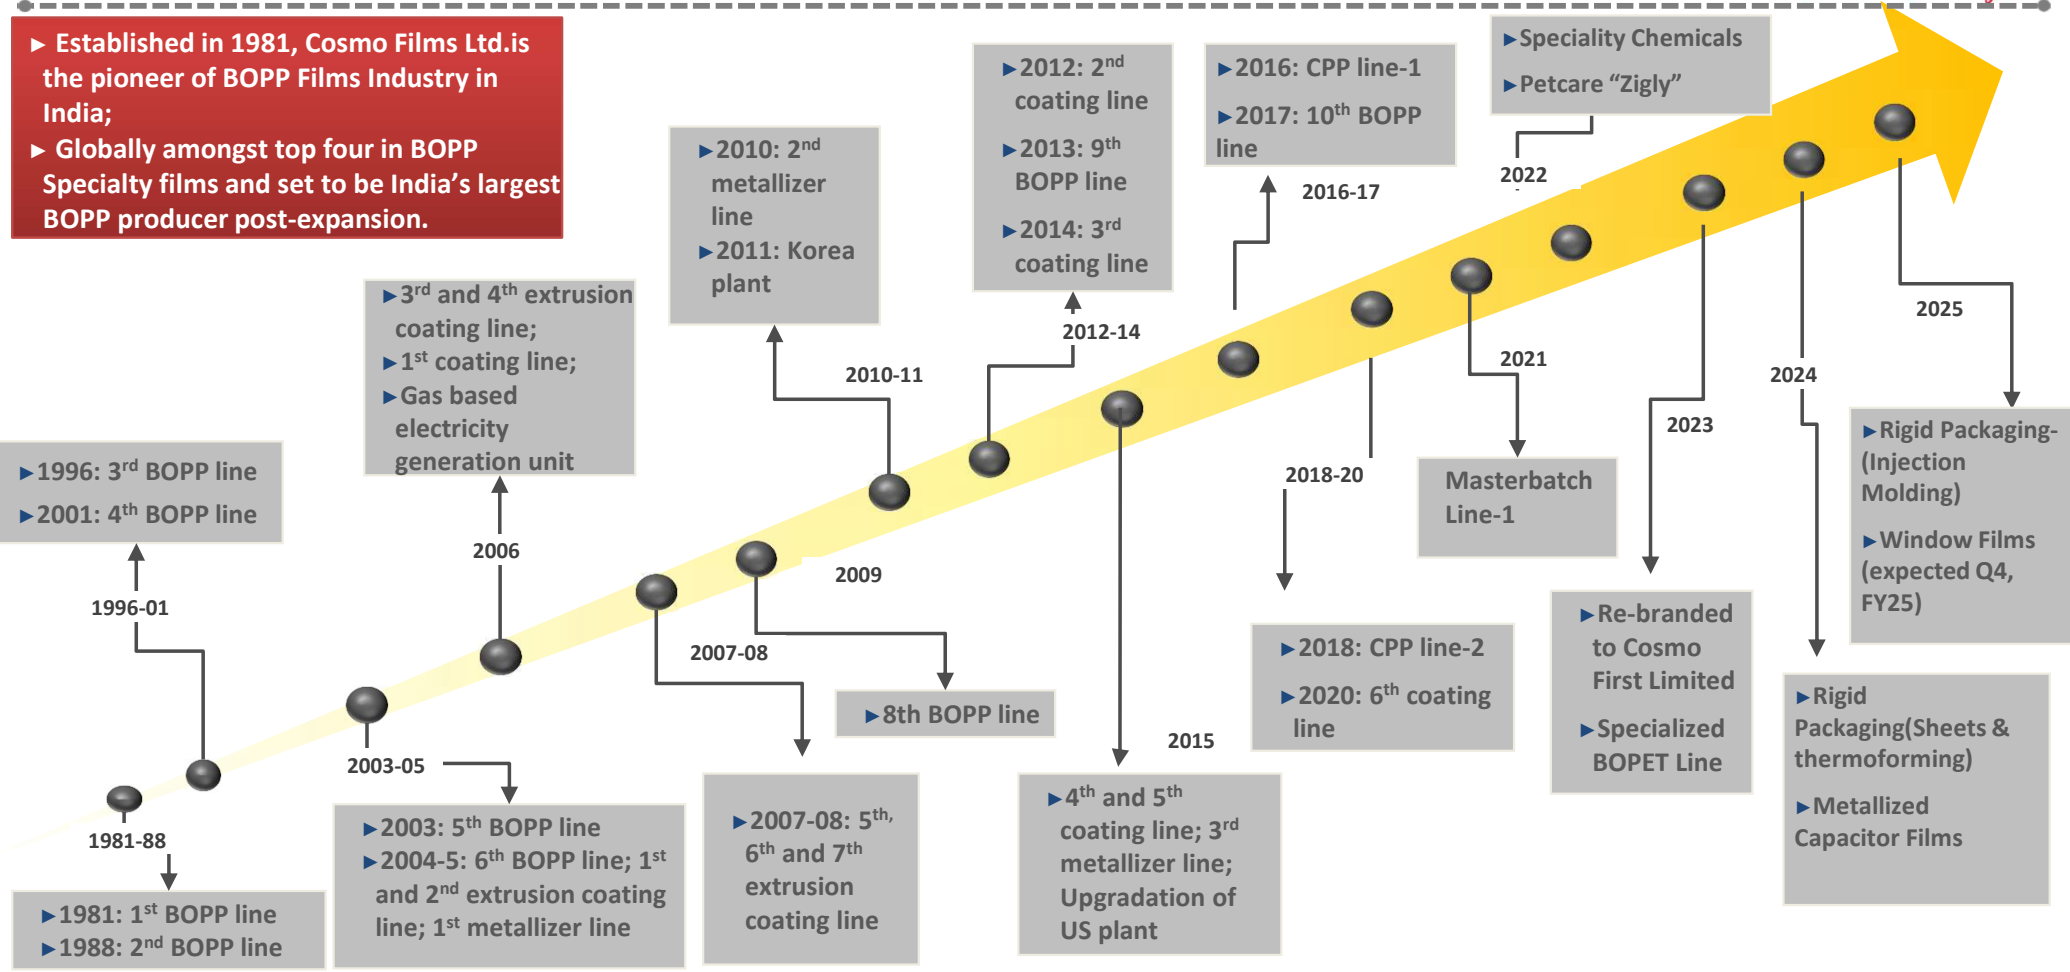 ► Established in 1981, Cosmo Films Ltd.is
the pioneer of BOPP Films Industry in
India;
► Globally amongst top four in BOPP
Specialty films and set to be India's largest
BOPP producer post-expansion.
►1996: 3rd BOPP line
►2001: 4th BOPP line
1996-01
1981-88
►1981: 1st BOPP line
►1988: 2nd BOPP line
►3rd and 4th extrusion
coating line;
►1st coating line;
►Gas based
electricity
generation unit
2006
2003-05
►2003: 5th BOPP line
►2004-5: 6th BOPP line; 1st
and 2nd extrusion coating
line; 1st metallizer line
►2010: 2nd
metallizer
line
►2011: Korea
plant
2010-11
2009
2007-08
►8th BOPP line
►2007-08: 5th,
6th and 7th
extrusion
coating line
►2012: 2nd
coating line
►2013: 9th
BOPP line
►2014: 3rd
coating line
2012-14
2015
►4th and 5th
coating line; 3rd
metallizer line;
Upgradation of
US plant
►2016: CPP line-1
►2017: 10th BOPP
line
2016-17
2018-20
►2018: CPP line-2
►2020: 6th coating
line
►Speciality Chemicals
►Petcare “Zigly”
2022
2021
Masterbatch
Line-1
2023
►Re-branded
to Cosmo
First Limited
►Specialized
BOPET Line
2024
►Rigid
Packaging(Sheets &
thermoforming)
►Metallized
Capacitor Films
2025
►Rigid Packaging-
(Injection
Molding)
►Window Films
(expected Q4,
FY25)